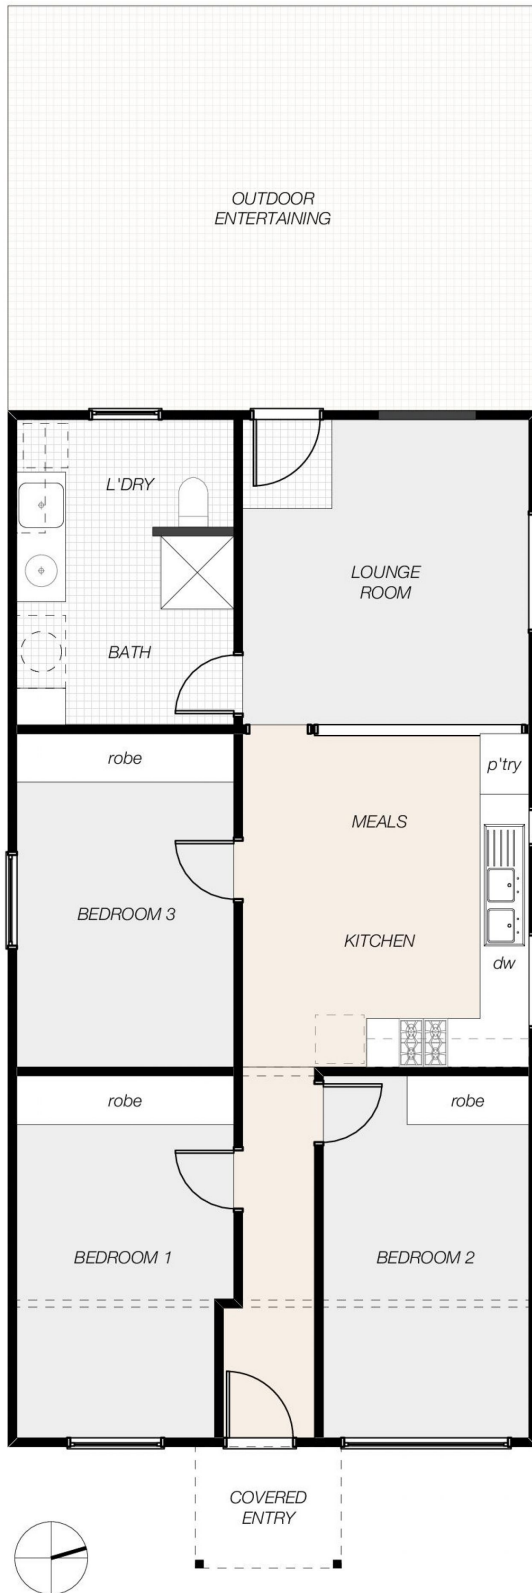 OUTDOOR
ENTERTAINING
L'DRY
LOUNGE
ROOM
BATH
robe
p'try
MEALS
BEDROOM 3
KITCHEN
dw
robe
robe
BEDROOM 1
BEDROOM 2
COVERED
ENTRY